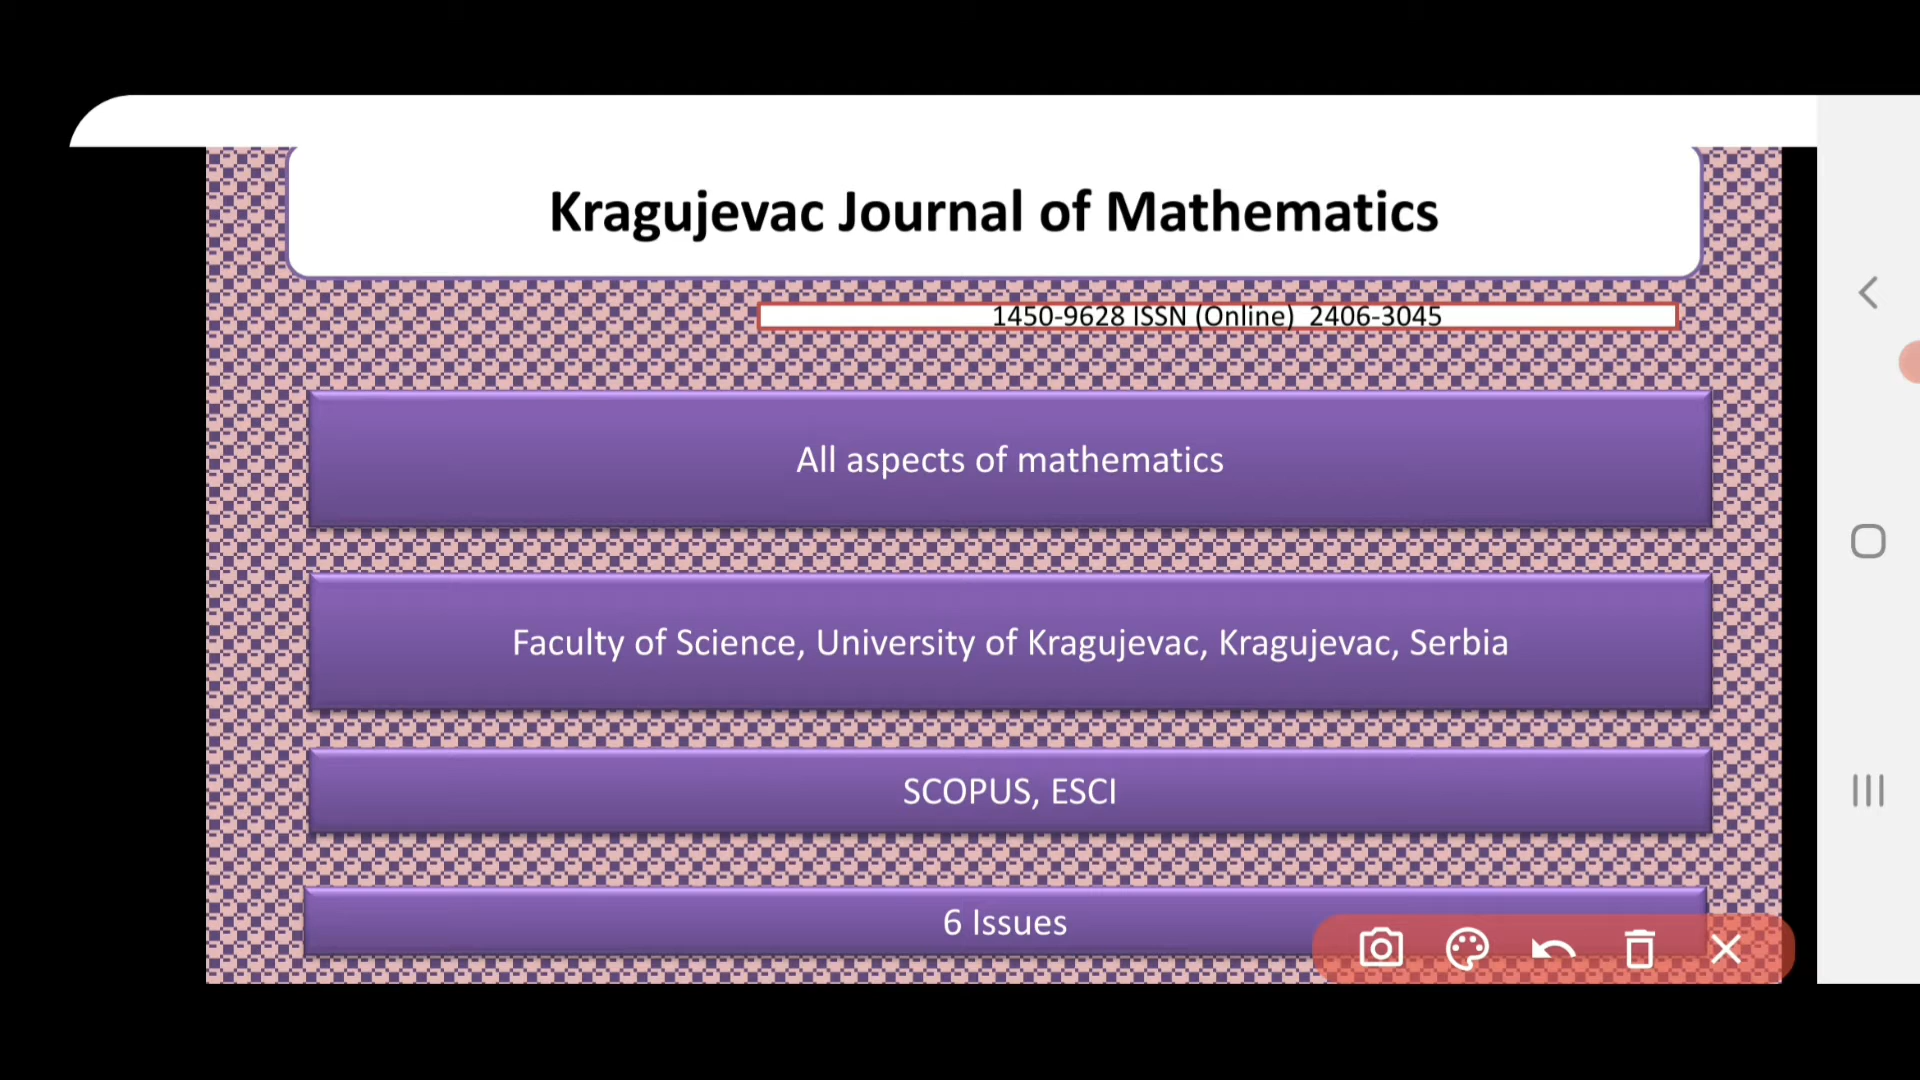 Kragujevac Journal of Mathematics
1450-9628 ISSN (Online) 2406-3045
All aspects of mathematics
Faculty of Science, University of Kragujevac, Kragujevac, Serbia
SCOPUS, ESCI
6 Issues